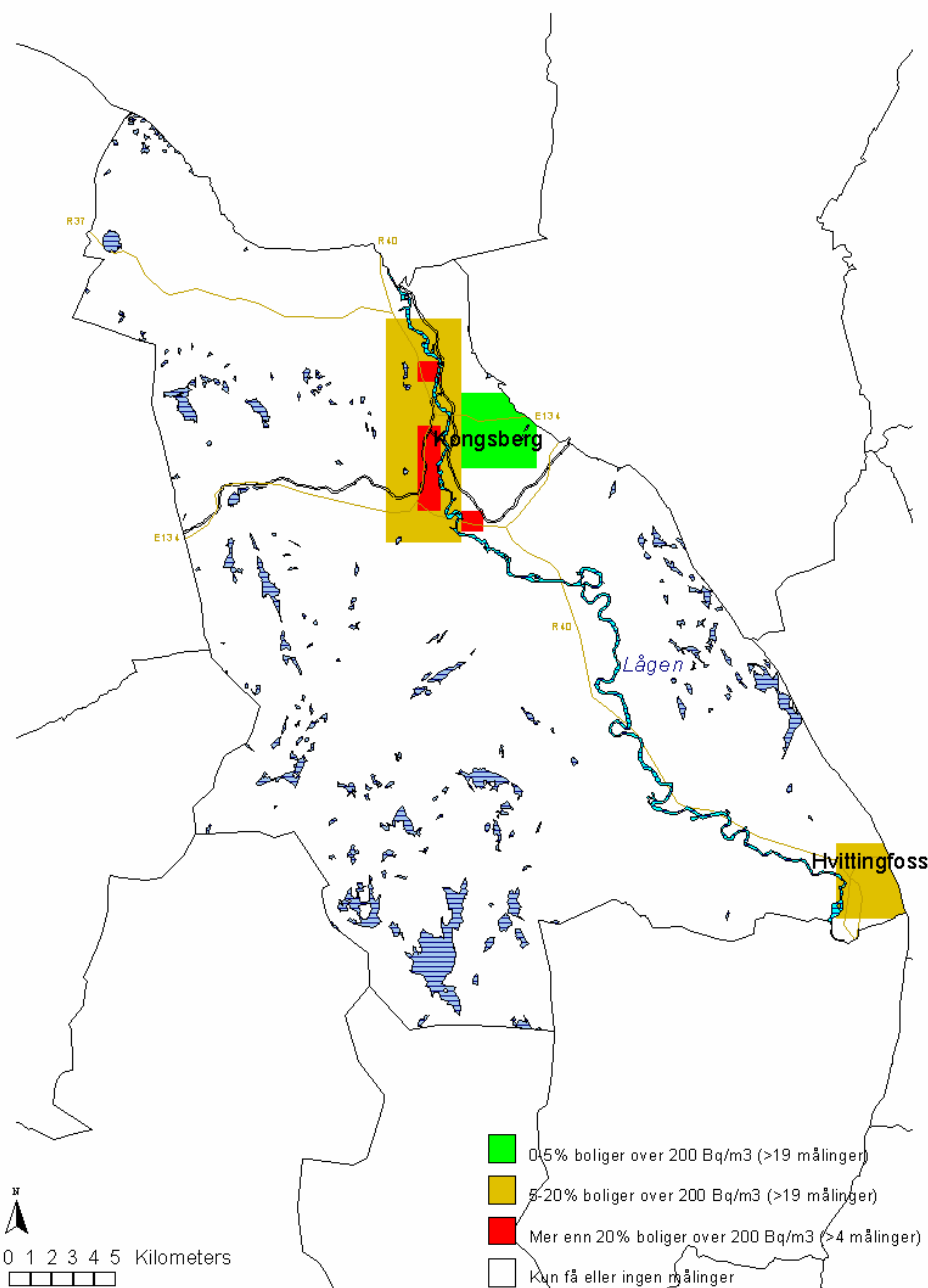 R37
R40
E134
Kongsberg
E134
R40
Lågen
Hvittingfoss
0-5% boliger over 200 Bq/m3 (>19 målinger)
5-20% boliger over 200 Bq/m3 (>19 målinger)
Mer enn 20% boliger over 200 Bq/m3 (>4 målinger)
Kun få eller ingen målinger
N
0 1 2 3 4 5 Kilometers